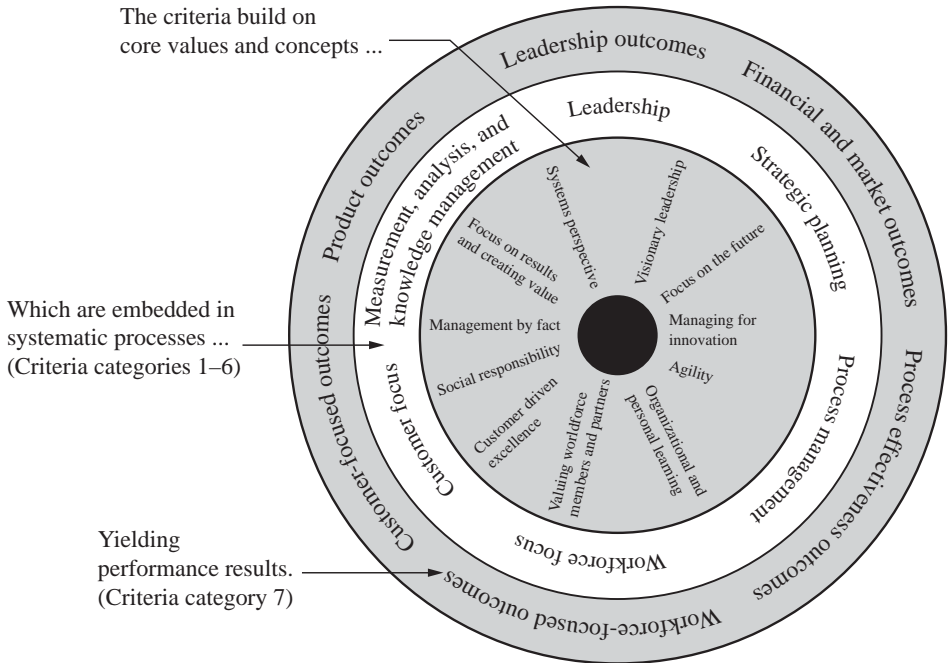 The criteria build on
core values and concepts ...
Which are embedded in
systematic processes ...
(Criteria categories 1–6)
Yielding
performance results.
(Criteria category 7)
Leadership outcomes
Financial and market outcomes
Process effectiveness outcomes
Workforce-focused outcomes
Customer-focused outcomes
Product outcomes
Leadership
Strategic planning
Process management
Workforce focus
Customer focus
Measurement, analysis, and
knowledge management
Systems perspective
Visionary leadership
Focus on the future
Managing for
innovation
Agility
Organizational and
personal learning
Valuing workforce
members and partners
Customer driven
excellence
Social responsibility
Management by fact
Focus on results
and creating value